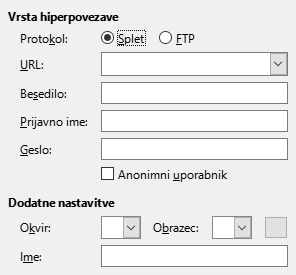 Vrsta hiperpovezave
Protokol: Splet FTP
URL:
Besedilo:
Prijavno ime:
Geslo:
Anonimni uporabnik
Dodatne nastavitve
Okvir: Obrazec:
Ime: